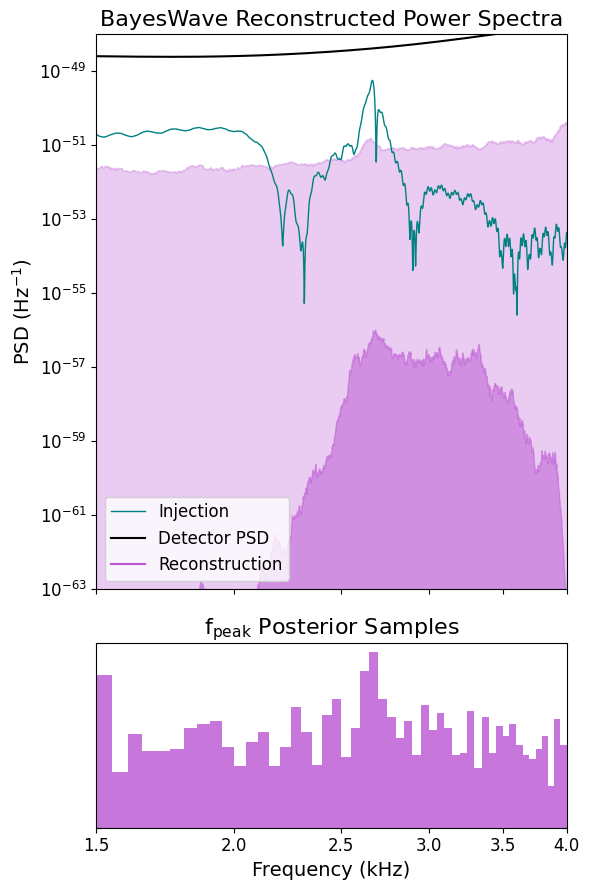 BayesWave Reconstructed Power Spectra
10⁻⁴⁹
10⁻⁵¹
10⁻⁵³
10⁻⁵⁵
10⁻⁵⁷
10⁻⁵⁹
10⁻⁶¹
10⁻⁶³
PSD (Hz⁻¹)
Injection
Detector PSD
Reconstruction
f_peak Posterior Samples
1.5 2.0 2.5 3.0 3.5 4.0
Frequency (kHz)